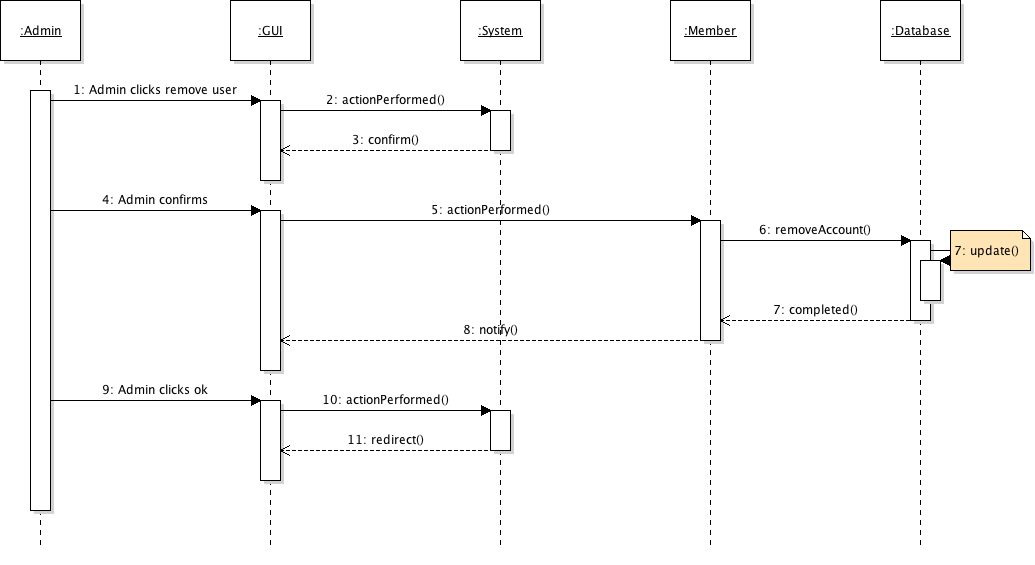 :Admin
:GUI
:System
:Member
:Database
1: Admin clicks remove user
2: actionPerformed()
3: confirm()
4: Admin confirms
5: actionPerformed()
6: removeAccount()
7: update()
7: completed()
8: notify()
9: Admin clicks ok
10: actionPerformed()
11: redirect()